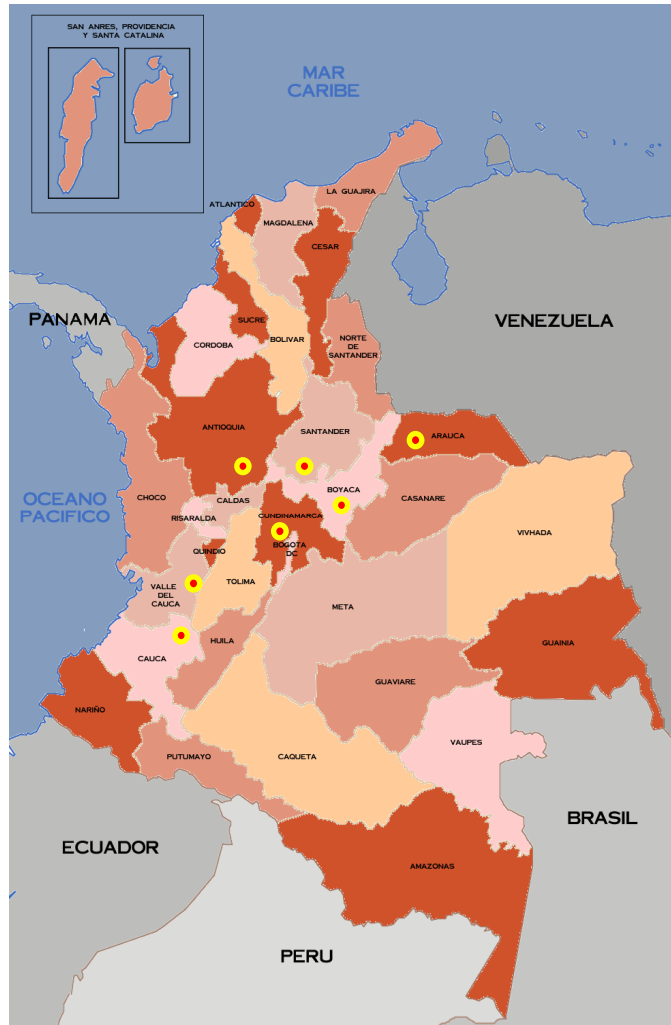 SAN ANRES, PROVIDENCIA
Y SANTA CATALINA
MAR
CARIBE
LA GUAJIRA
ATLANTICO
MAGDALENA
CESAR
PANAMA
VENEZUELA
SUCRE
CORDOBA
BOLIVAR
NORTE
DE
SANTANDER
ANTIOQUIA
SANTANDER
ARAUCA
OCEANO
PACIFICO
CHOCO
CALDAS
BOYACA
CASANARE
RISARALDA
CUNDINAMARCA
VIVHADA
QUINDIO
BOGOTA
DC
TOLIMA
VALLE
DEL
CAUCA
META
HUILA
GUAINIA
CAUCA
GUAVIARE
NARIÑO
VAUPES
PUTUMAYO
CAQUETA
BRASIL
ECUADOR
AMAZONAS
PERU